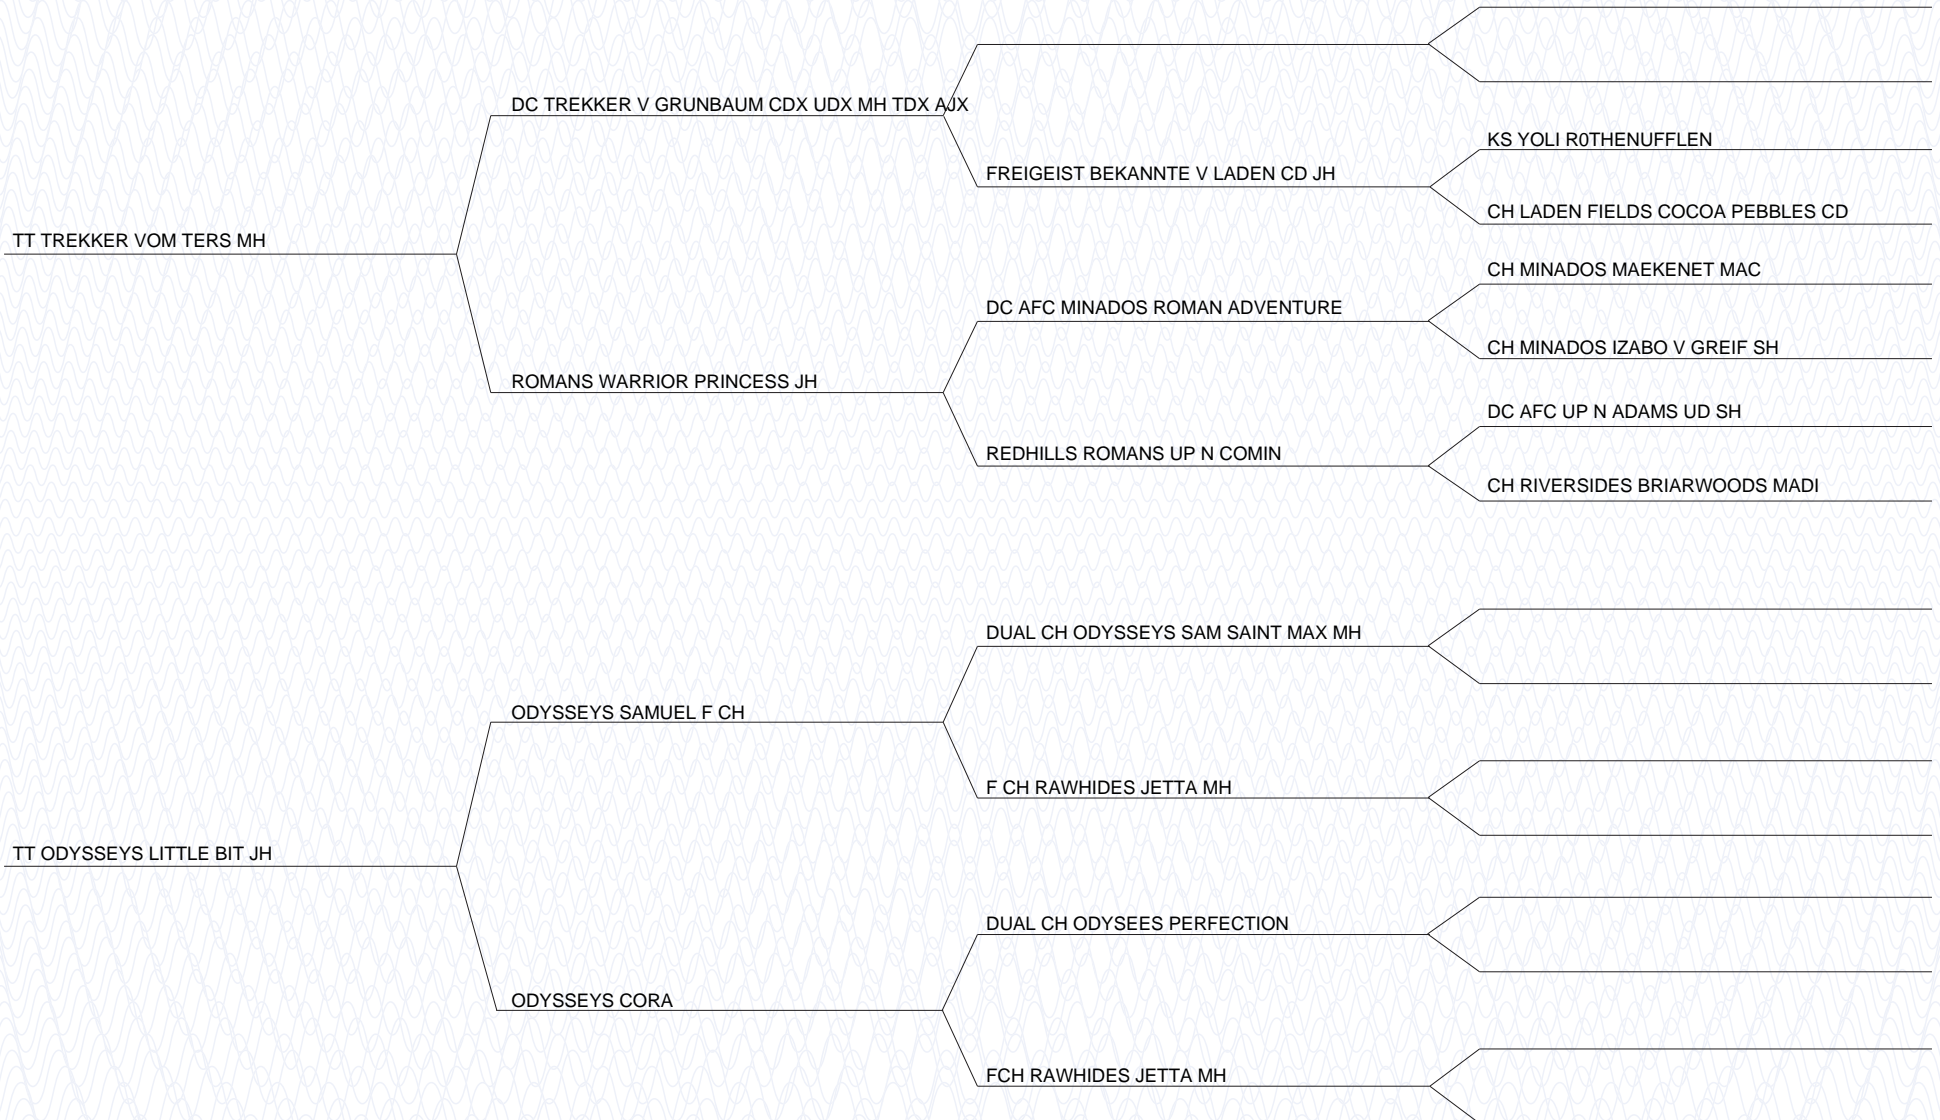 DC TREKKER V GRUNBAUM CDX UDX MH TDX AJX
KS YOLI R0THENUFFLEN
FREIGEIST BEKANNTE V LADEN CD JH
CH LADEN FIELDS COCOA PEBBLES CD
TT TREKKER VOM TERS MH
CH MINADOS MAEKENET MAC
DC AFC MINADOS ROMAN ADVENTURE
CH MINADOS IZABO V GREIF SH
ROMANS WARRIOR PRINCESS JH
DC AFC UP N ADAMS UD SH
REDHILLS ROMANS UP N COMIN
CH RIVERSIDES BRIARWOODS MADI
DUAL CH ODYSSEYS SAM SAINT MAX MH
ODYSSEYS SAMUEL F CH
F CH RAWHIDES JETTA MH
TT ODYSSEYS LITTLE BIT JH
DUAL CH ODYSEES PERFECTION
ODYSSEYS CORA
FCH RAWHIDES JETTA MH